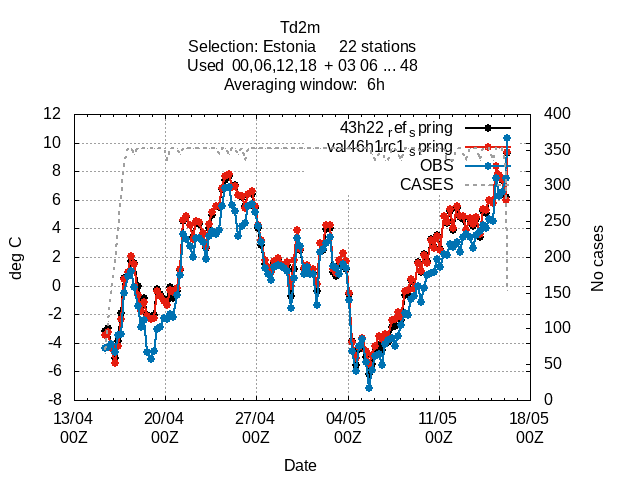 Td2m
Selection: Estonia 22 stations
Used 00,06,12,18 + 03 06 ... 48
Averaging window: 6h
43h22_ref_spring
val46h1rc1_spring
OBS
CASES
12
10
8
6
4
2
0
-2
-4
-6
-8
deg C
400
350
300
250
200
150
100
50
0
No cases
13/04 00Z
20/04 00Z
27/04 00Z
04/05 00Z
11/05 00Z
18/05 00Z
Date